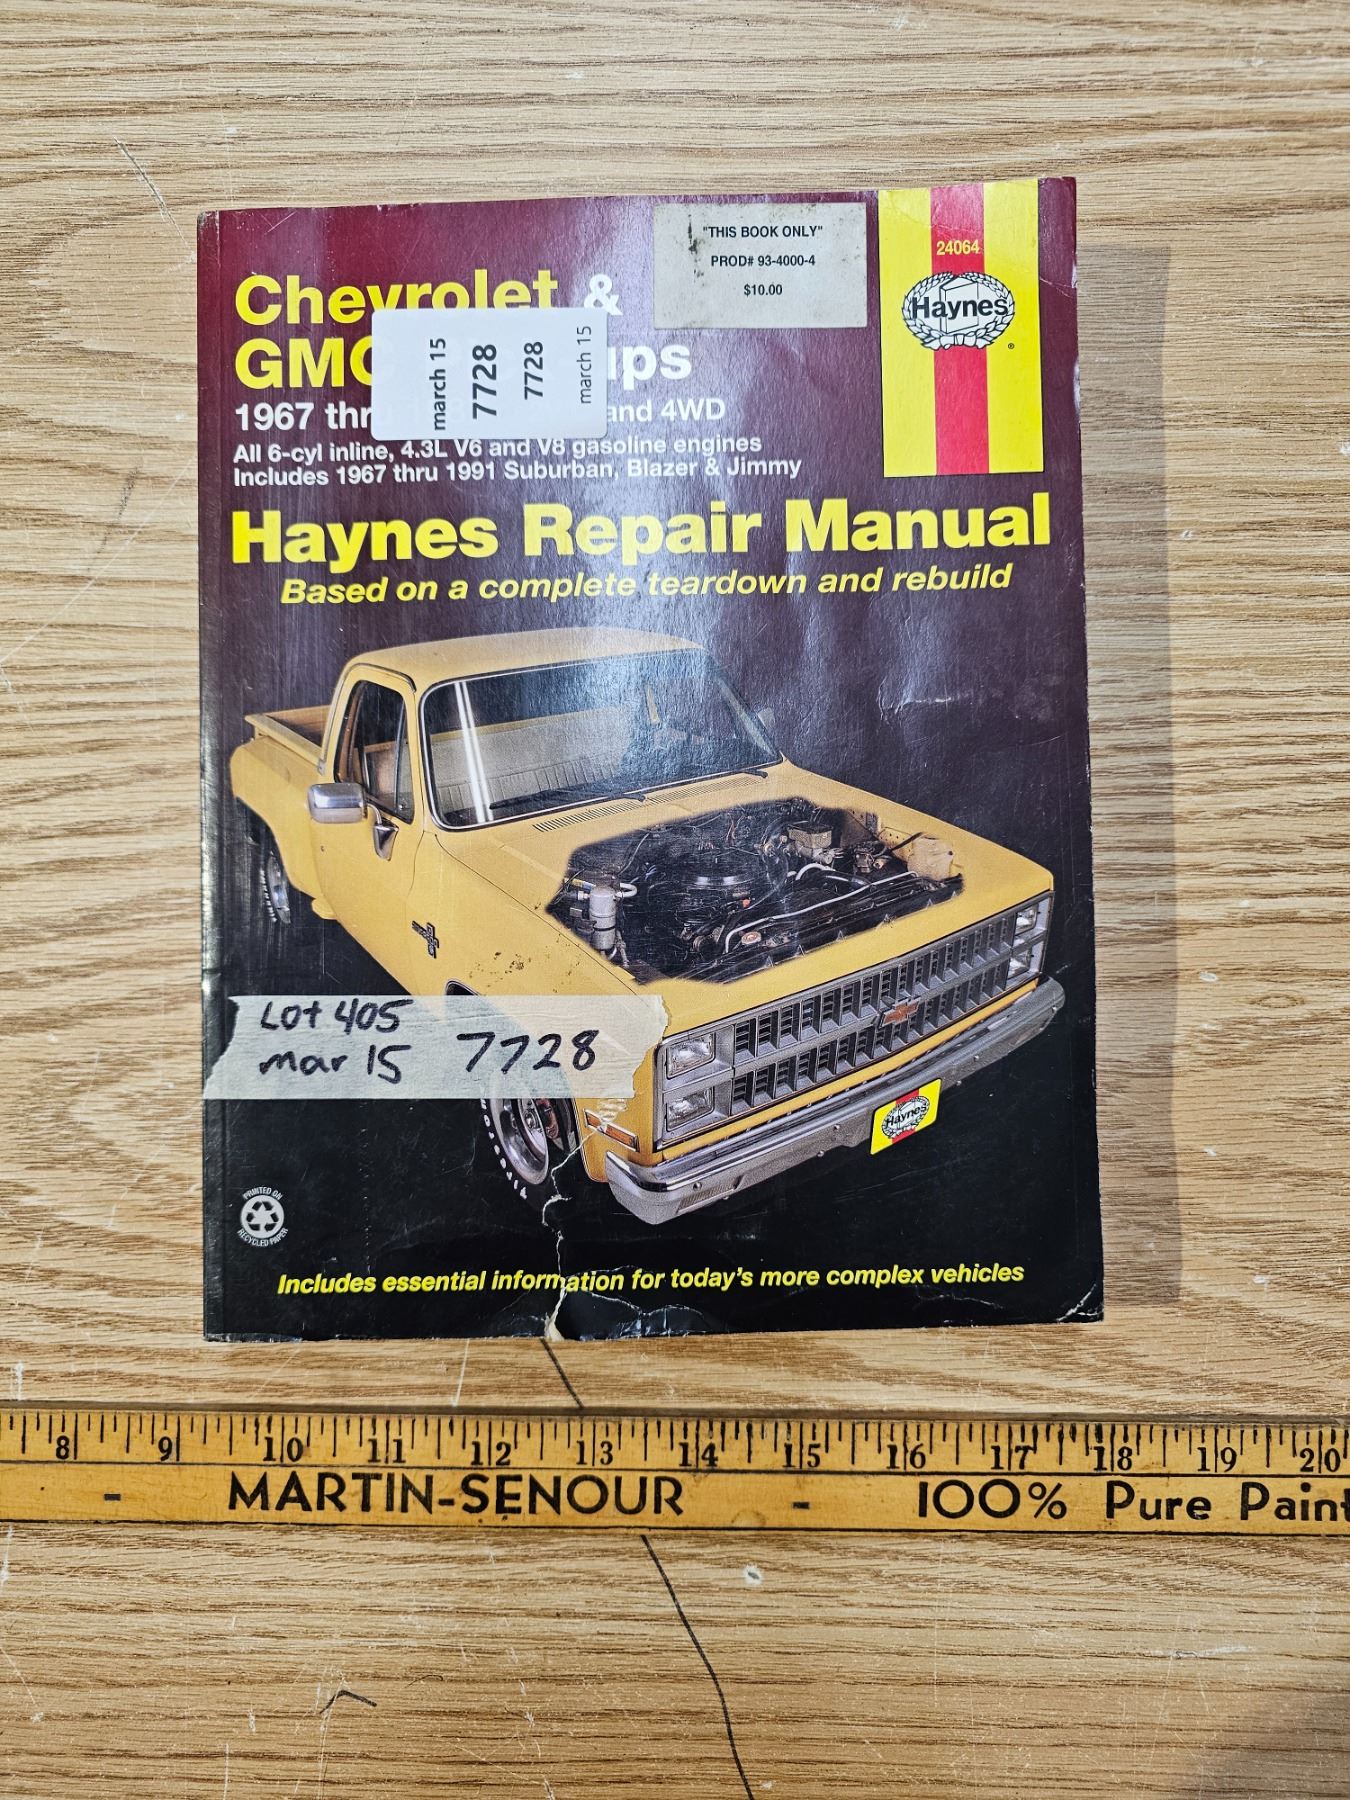 "THIS BOOK ONLY"
PROD# 93-4000-4
$10.00
24064
Haynes
®
Chevrolet &
GMC ups
march 15
7728
7728
march 15
1967 thru and 4WD
All 6-cyl inline, 4.3L V6 and V8 gasoline engines
Includes 1967 thru 1991 Suburban, Blazer & Jimmy
Haynes Repair Manual
Based on a complete teardown and rebuild
Lot 405
mar 15 7728
Haynes
PRINTED ON
RECYCLED PAPER
Includes essential information for today's more complex vehicles
8 9 10 11 12 13 14 15 16 17 18 19 20
MARTIN-SENOUR - 100% Pure Paint